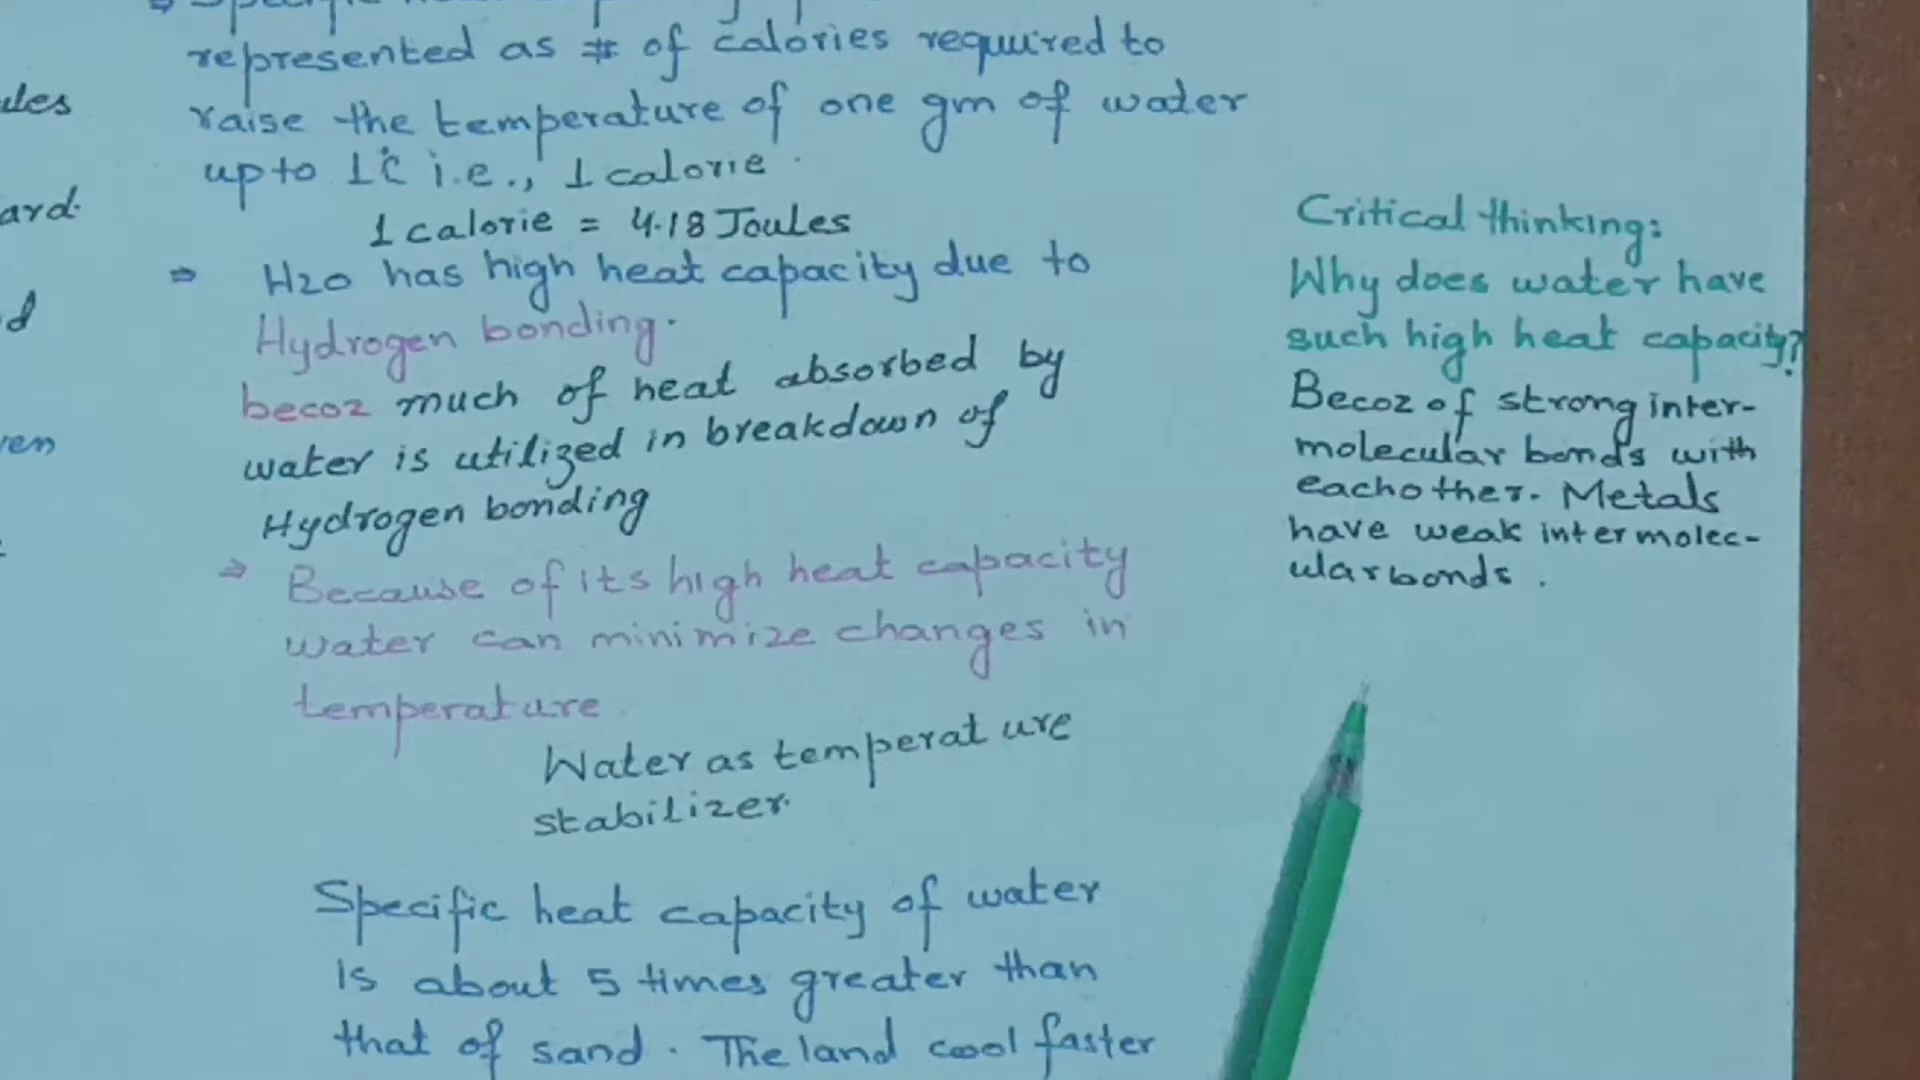 represented as # of calories required to
raise the temperature of one gm of water
upto 1°C i.e., 1 calorie.
1 calorie = 4.18 Joules
⇒ H2O has high heat capacity due to
Hydrogen bonding.
becoz much of heat absorbed by
water is utilized in breakdown of
Hydrogen bonding
⇒ Because of its high heat capacity
water can minimize changes in
temperature.
Water as temperature
stabilizer.
Specific heat capacity of water
is about 5 times greater than
that of sand. The land cool faster
Critical thinking:
Why does water have
such high heat capacity?
Becoz of strong inter-
molecular bonds with
eachother. Metals
have weak intermolec-
ular bonds.